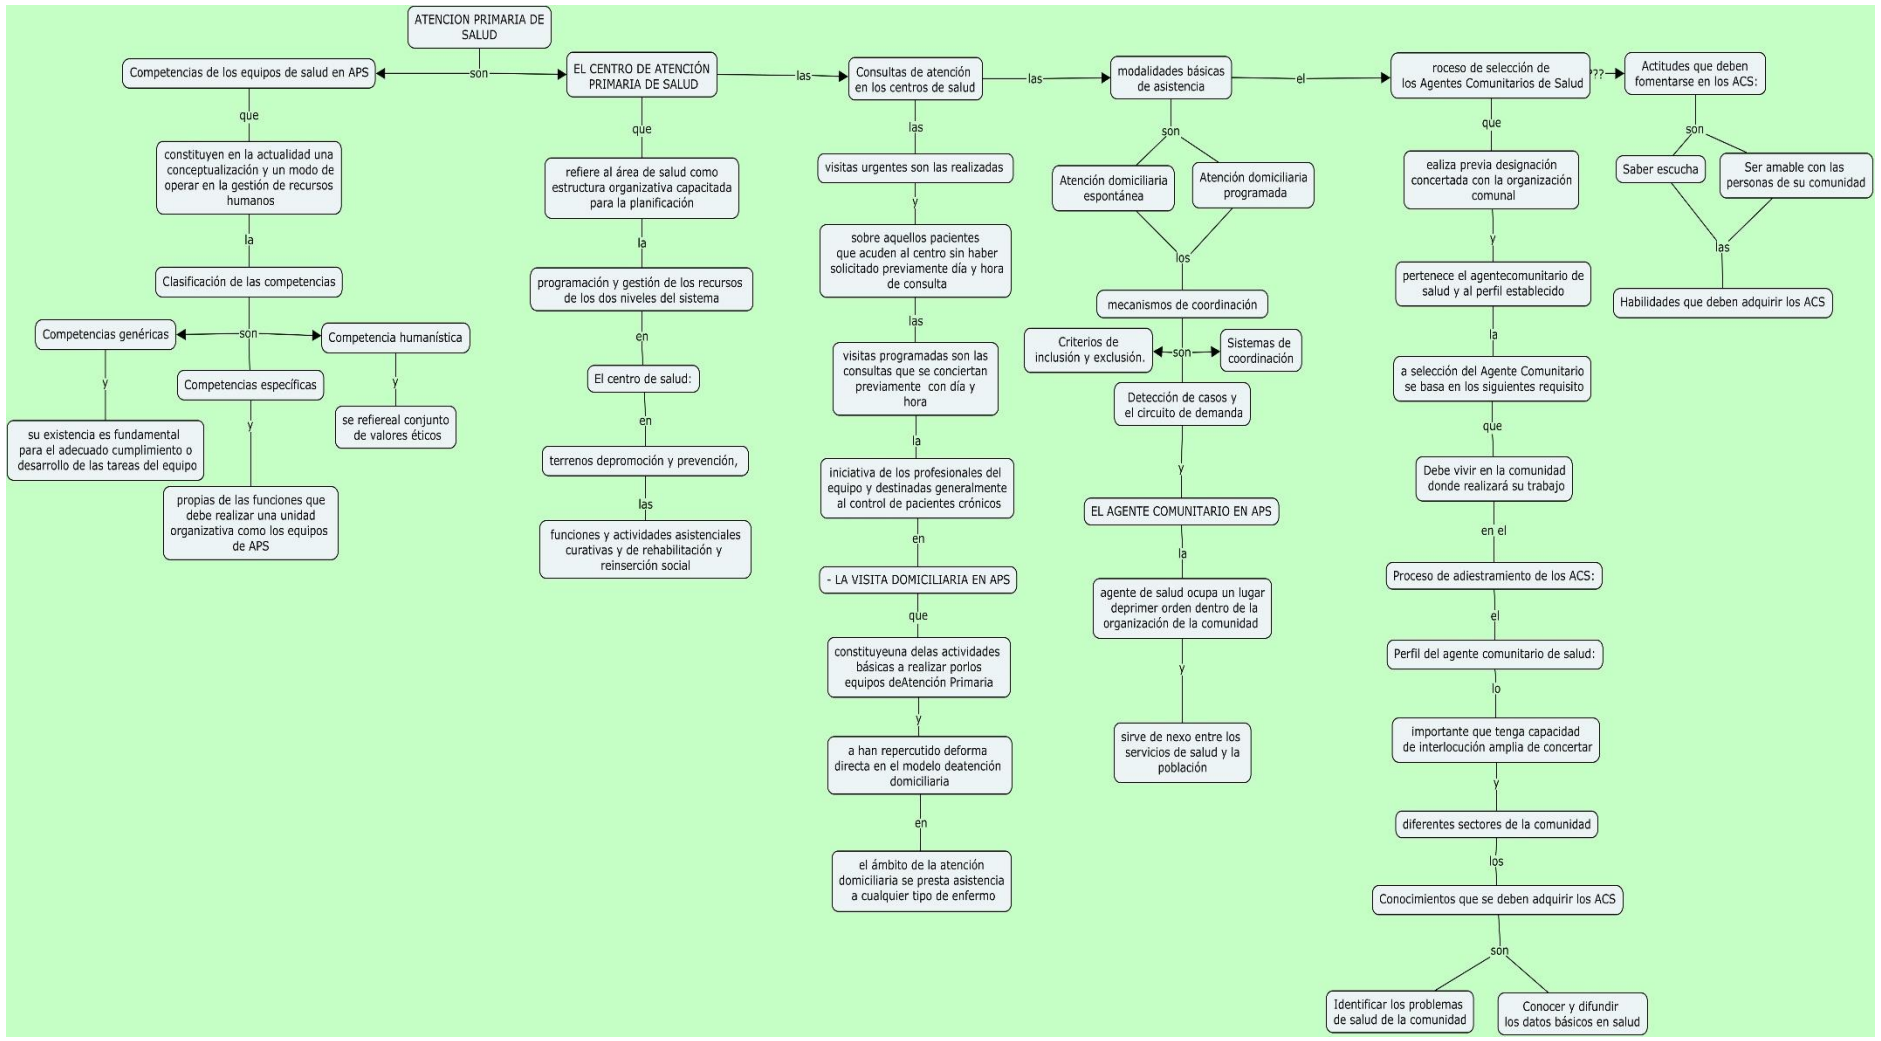 ATENCION PRIMARIA DE
SALUD
son
Competencias de los equipos de salud en APS
que
constituyen en la actualidad una
conceptualización y un modo de
operar en la gestión de recursos
humanos
la
Clasificación de las competencias
son
Competencias genéricas
y
su existencia es fundamental
para el adecuado cumplimiento o
desarrollo de las tareas del equipo
Competencias específicas
y
propias de las funciones que
debe realizar una unidad
organizativa como los equipos
de APS
Competencia humanística
y
se refiereal conjunto
de valores éticos
EL CENTRO DE ATENCIÓN
PRIMARIA DE SALUD
que
refiere al área de salud como
estructura organizativa capacitada
para la planificación
la
programación y gestión de los recursos
de los dos niveles del sistema
en
El centro de salud:
en
terrenos depromoción y prevención,
las
funciones y actividades asistenciales
curativas y de rehabilitación y
reinserción social
las
Consultas de atención
en los centros de salud
las
visitas urgentes son las realizadas
y
sobre aquellos pacientes
que acuden al centro sin haber
solicitado previamente día y hora
de consulta
las
visitas programadas son las
consultas que se conciertan
previamente con día y
hora
la
iniciativa de los profesionales del
equipo y destinadas generalmente
al control de pacientes crónicos
en
- LA VISITA DOMICILIARIA EN APS
que
constituyeuna delas actividades
básicas a realizar porlos
equipos deAtención Primaria
y
a han repercutido deforma
directa en el modelo deatención
domiciliaria
en
el ámbito de la atención
domiciliaria se presta asistencia
a cualquier tipo de enfermo
las
modalidades básicas
de asistencia
son
Atención domiciliaria
espontánea
Atención domiciliaria
programada
los
mecanismos de coordinación
son
Criterios de
inclusión y exclusión.
Sistemas de
coordinación
Detección de casos y
el circuito de demanda
y
EL AGENTE COMUNITARIO EN APS
la
agente de salud ocupa un lugar
deprimer orden dentro de la
organización de la comunidad
y
sirve de nexo entre los
servicios de salud y la
población
el
roceso de selección de
los Agentes Comunitarios de Salud
que
ealiza previa designación
concertada con la organización
comunal
y
pertenece el agentecomunitario de
salud y al perfil establecido
la
a selección del Agente Comunitario
se basa en los siguientes requisito
que
Debe vivir en la comunidad
donde realizará su trabajo
en el
Proceso de adiestramiento de los ACS:
el
Perfil del agente comunitario de salud:
lo
importante que tenga capacidad
de interlocución amplia de concertar
y
diferentes sectores de la comunidad
los
Conocimientos que se deben adquirir los ACS
son
Identificar los problemas
de salud de la comunidad
Conocer y difundir
los datos básicos en salud
???
Actitudes que deben
fomentarse en los ACS:
son
Saber escucha
Ser amable con las
personas de su comunidad
las
Habilidades que deben adquirir los ACS